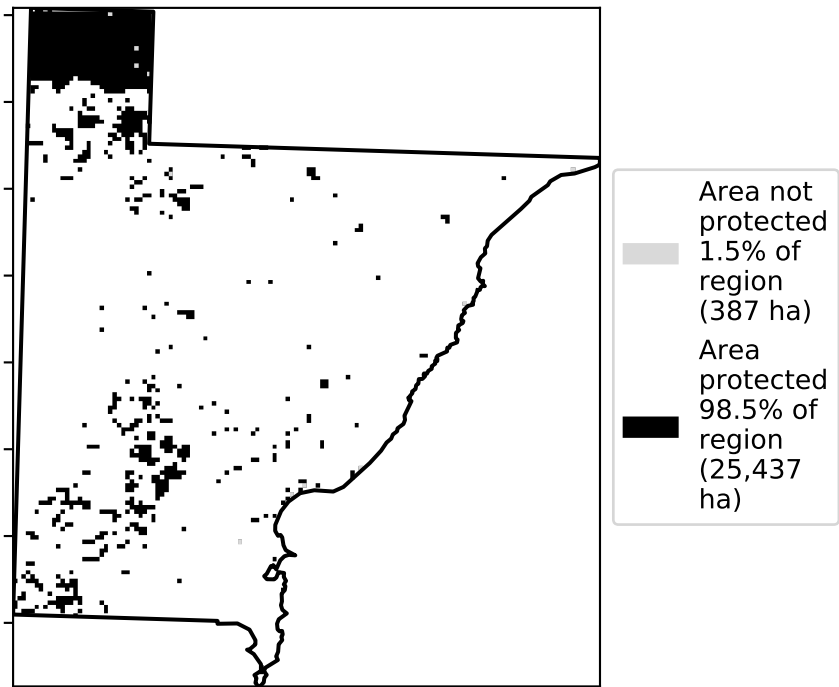 Area not
protected
1.5% of
region
(387 ha)
Area
protected
98.5% of
region
(25,437
ha)